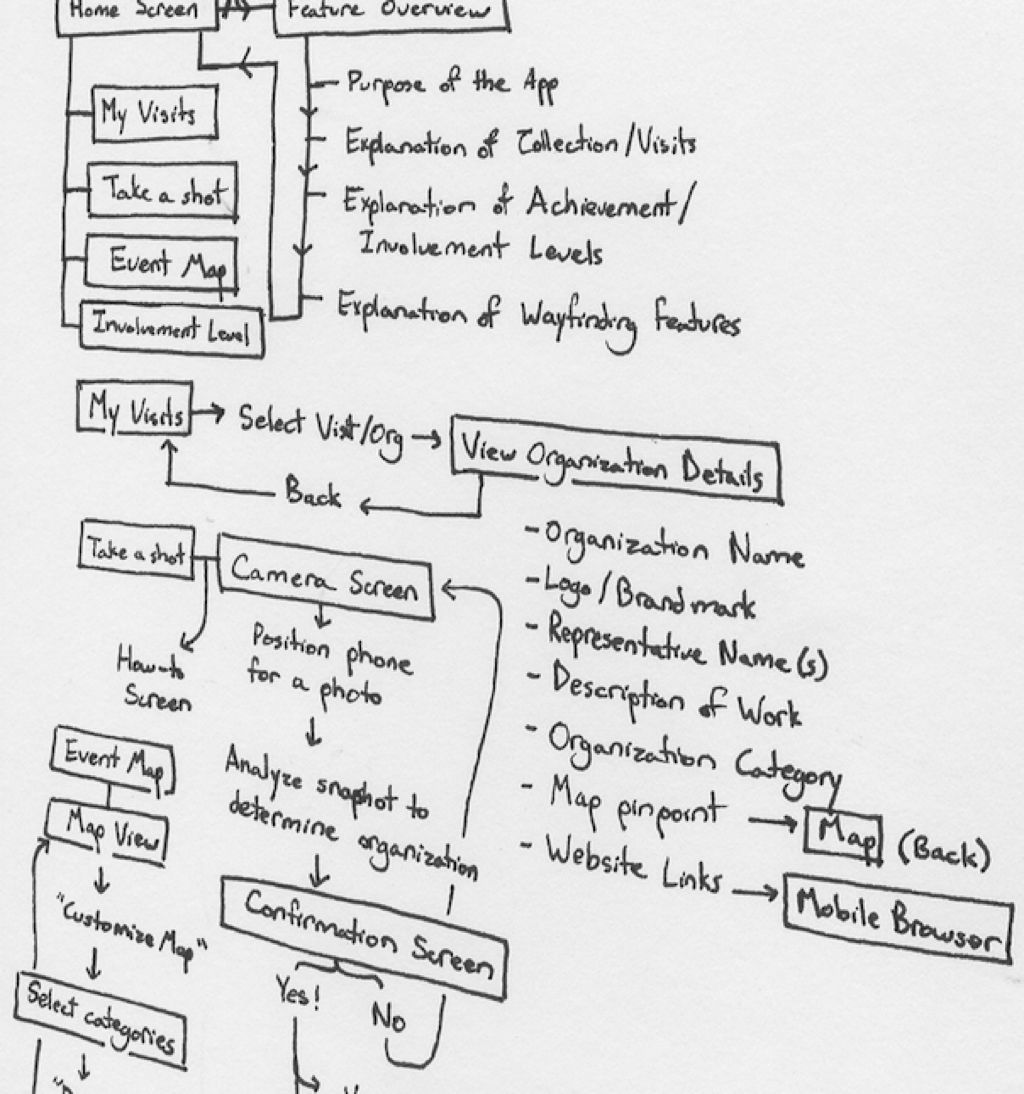 Home Screen
Feature Overview
Purpose of the App
My Visits
Explanation of Collection/Visits
Take a shot
Explanation of Achievement/
Involvement Levels
Event Map
Explanation of Wayfinding Features
Involvement Level
My Visits
Select Visit/Org
View Organization Details
Back
- Organization Name
- Logo/Brandmark
- Representative Name(s)
- Description of Work
- Organization Category
- Map pinpoint
Map
(Back)
- Website Links
Mobile Browser
Take a shot
Camera Screen
How-to
Screen
Position phone
for a photo
Analyze snaphot to
determine organization
Confirmation Screen
Yes!
No
Event Map
Map View
"Customize Map"
Select categories